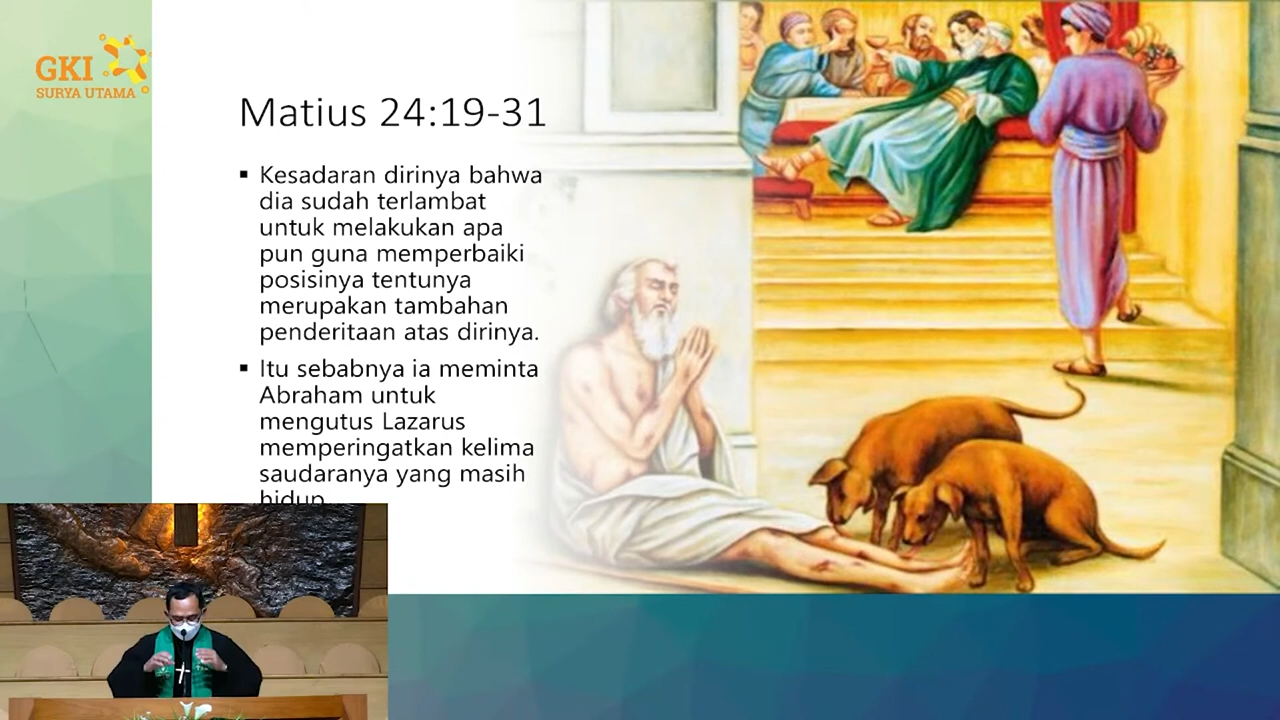 GKI
SURYA UTAMA
Matius 24:19-31
▪ Kesadaran dirinya bahwa
dia sudah terlambat
untuk melakukan apa
pun guna memperbaiki
posisinya tentunya
merupakan tambahan
penderitaan atas dirinya.
▪ Itu sebabnya ia meminta
Abraham untuk
mengutus Lazarus
memperingatkan kelima
saudaranya yang masih
hidup